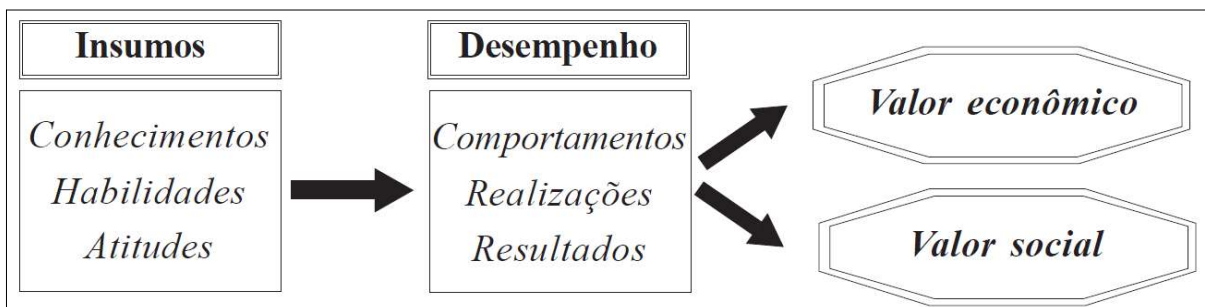 Insumos
Conhecimentos
Habilidades
Atitudes
Desempenho
Comportamentos
Realizações
Resultados
Valor econômico
Valor social